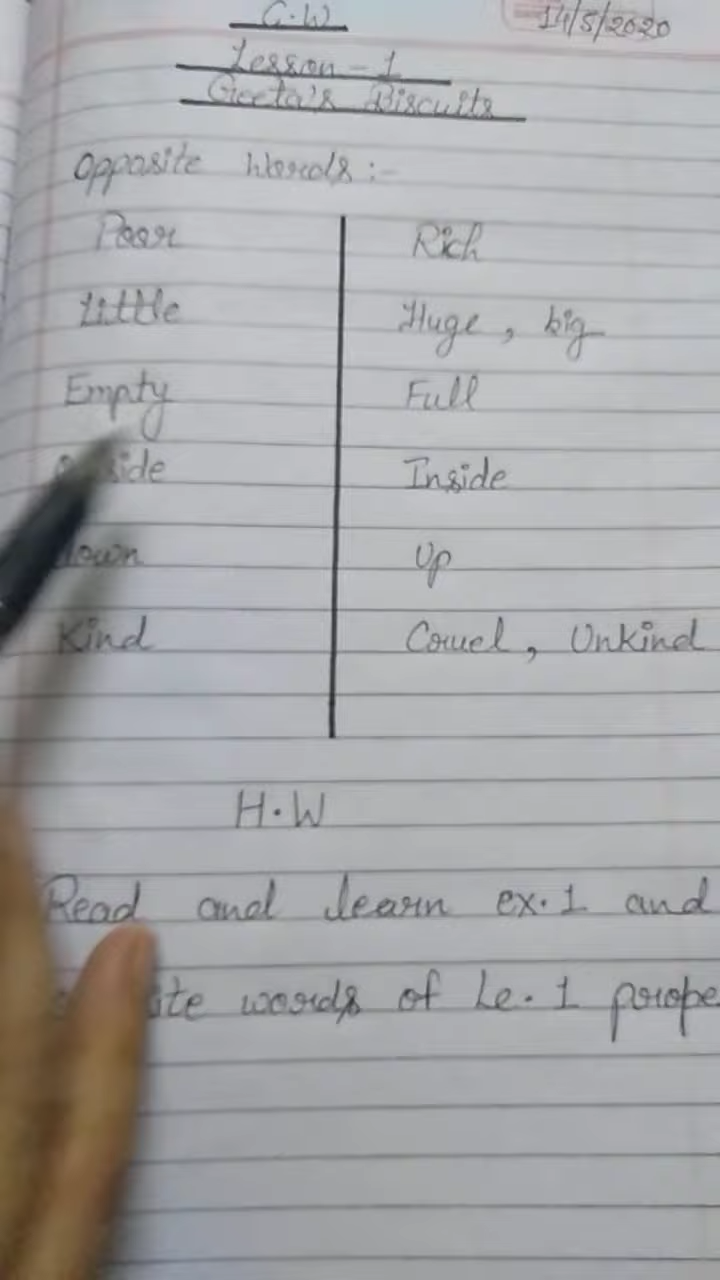 C.W 14/5/2020
Lesson-1
Geeta's Biscuits
Opposite Words:-
Poor Rich
Little Huge, big
Empty Full
Inside
Down Up
Kind Cruel, Unkind
H.W
Read and learn ex.1 and
words of Le.1